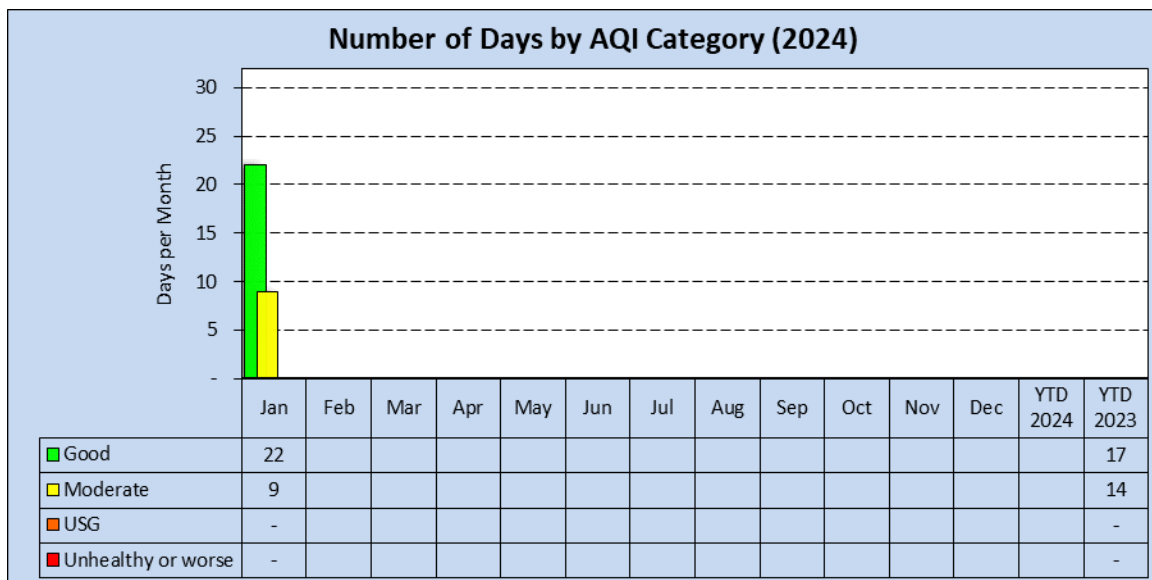 Number of Days by AQI Category (2024)
30
25
20
15
10
5
-
Days per Month
Jan Feb Mar Apr May Jun Jul Aug Sep Oct Nov Dec YTD 2024 YTD 2023
Good 22 17
Moderate 9 14
USG - -
Unhealthy or worse - -